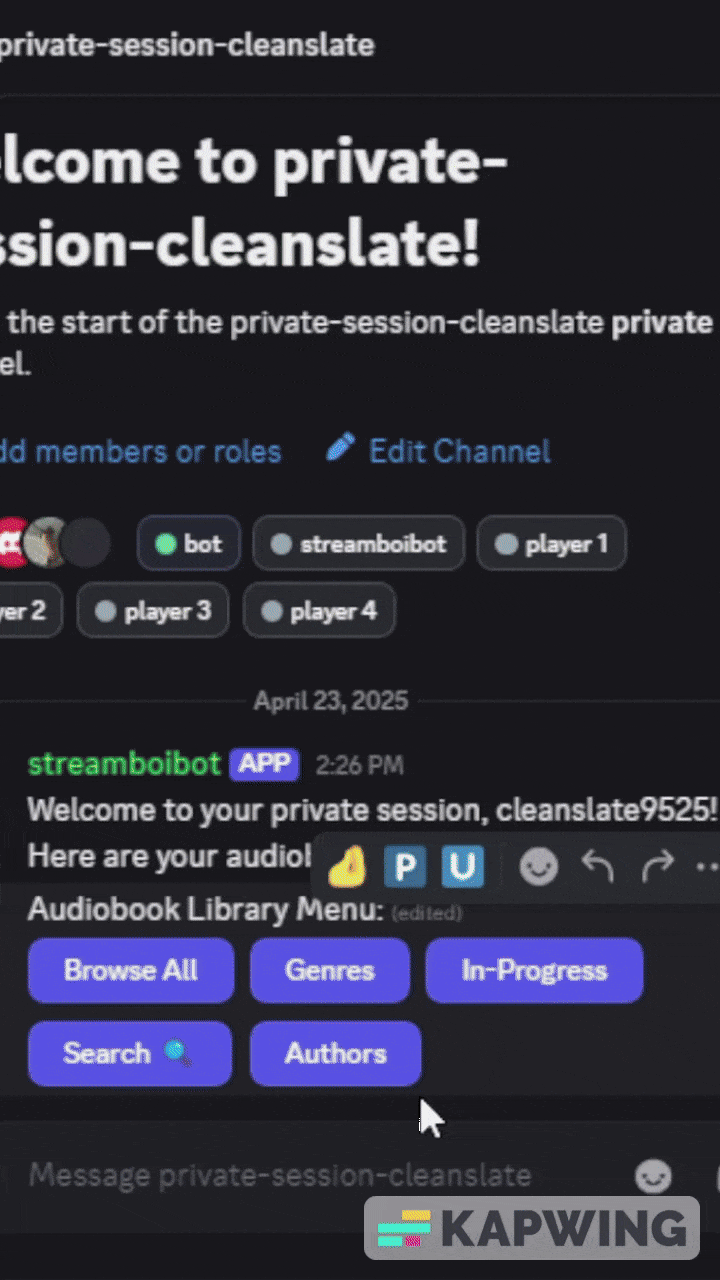 private-session-cleanslate
elcome to private-
ssion-cleanslate!
the start of the private-session-cleanslate private
el.
dd members or roles Edit Channel
bot streamboibot player 1
yer 2 player 3 player 4
April 23, 2025
streamboibot APP 2:26 PM
Welcome to your private session, cleanslate9525!
Here are your audiob
P U
Audiobook Library Menu: (edited)
Browse All Genres In-Progress
Search Authors
Message private-session-cleanslate
KAPWING